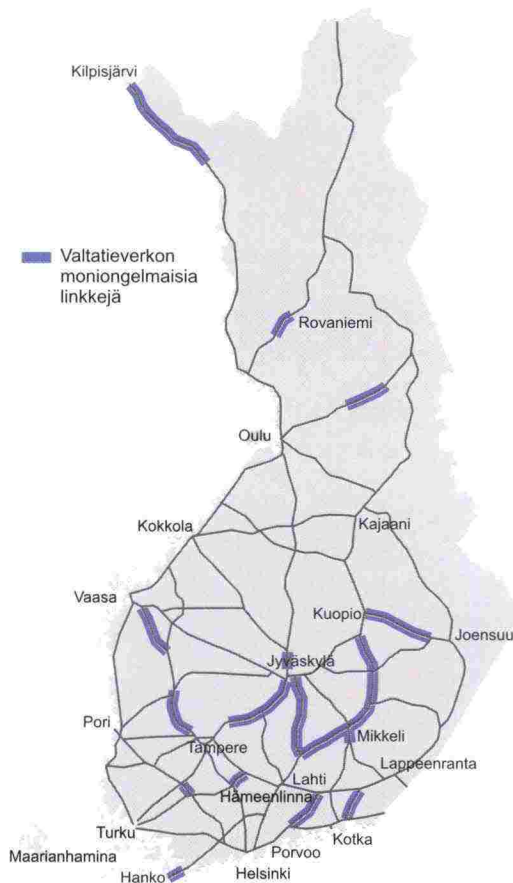 Kilpisjärvi
Valtatieverkon
moniongelmaisia
linkkejä
Rovaniemi
Oulu
Kajaani
Kokkola
Vaasa
Kuopio
Joensuu
Jyväskylä
Pori
Mikkeli
Tampere
Lappeenranta
Lahti
Hämeenlinna
Turku
Kotka
Porvoo
Maarianhamina
Helsinki
Hanko